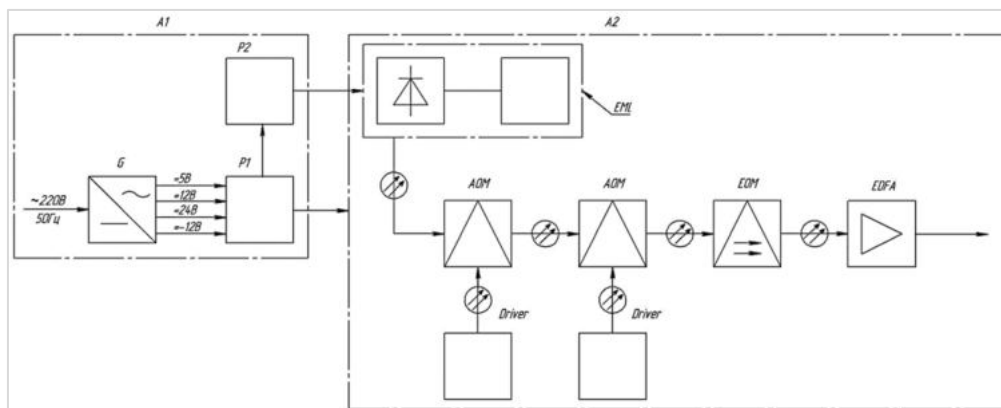 A1
A2
P2
EML
G
P1
~220В
50Гц
=5В
=12В
=24В
=-12В
AOM
AOM
EOM
EDFA
Driver
Driver